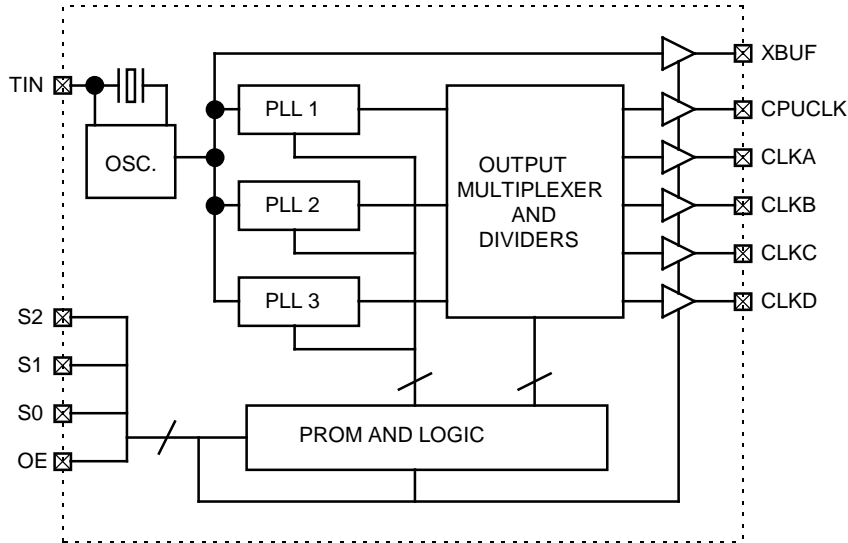 XBUF
TIN
PLL 1
CPUCLK
OSC.
OUTPUT
MULTIPLEXER
AND
DIVIDERS
CLKA
PLL 2
CLKB
CLKC
PLL 3
CLKD
S2
S1
S0
OE
PROM AND LOGIC